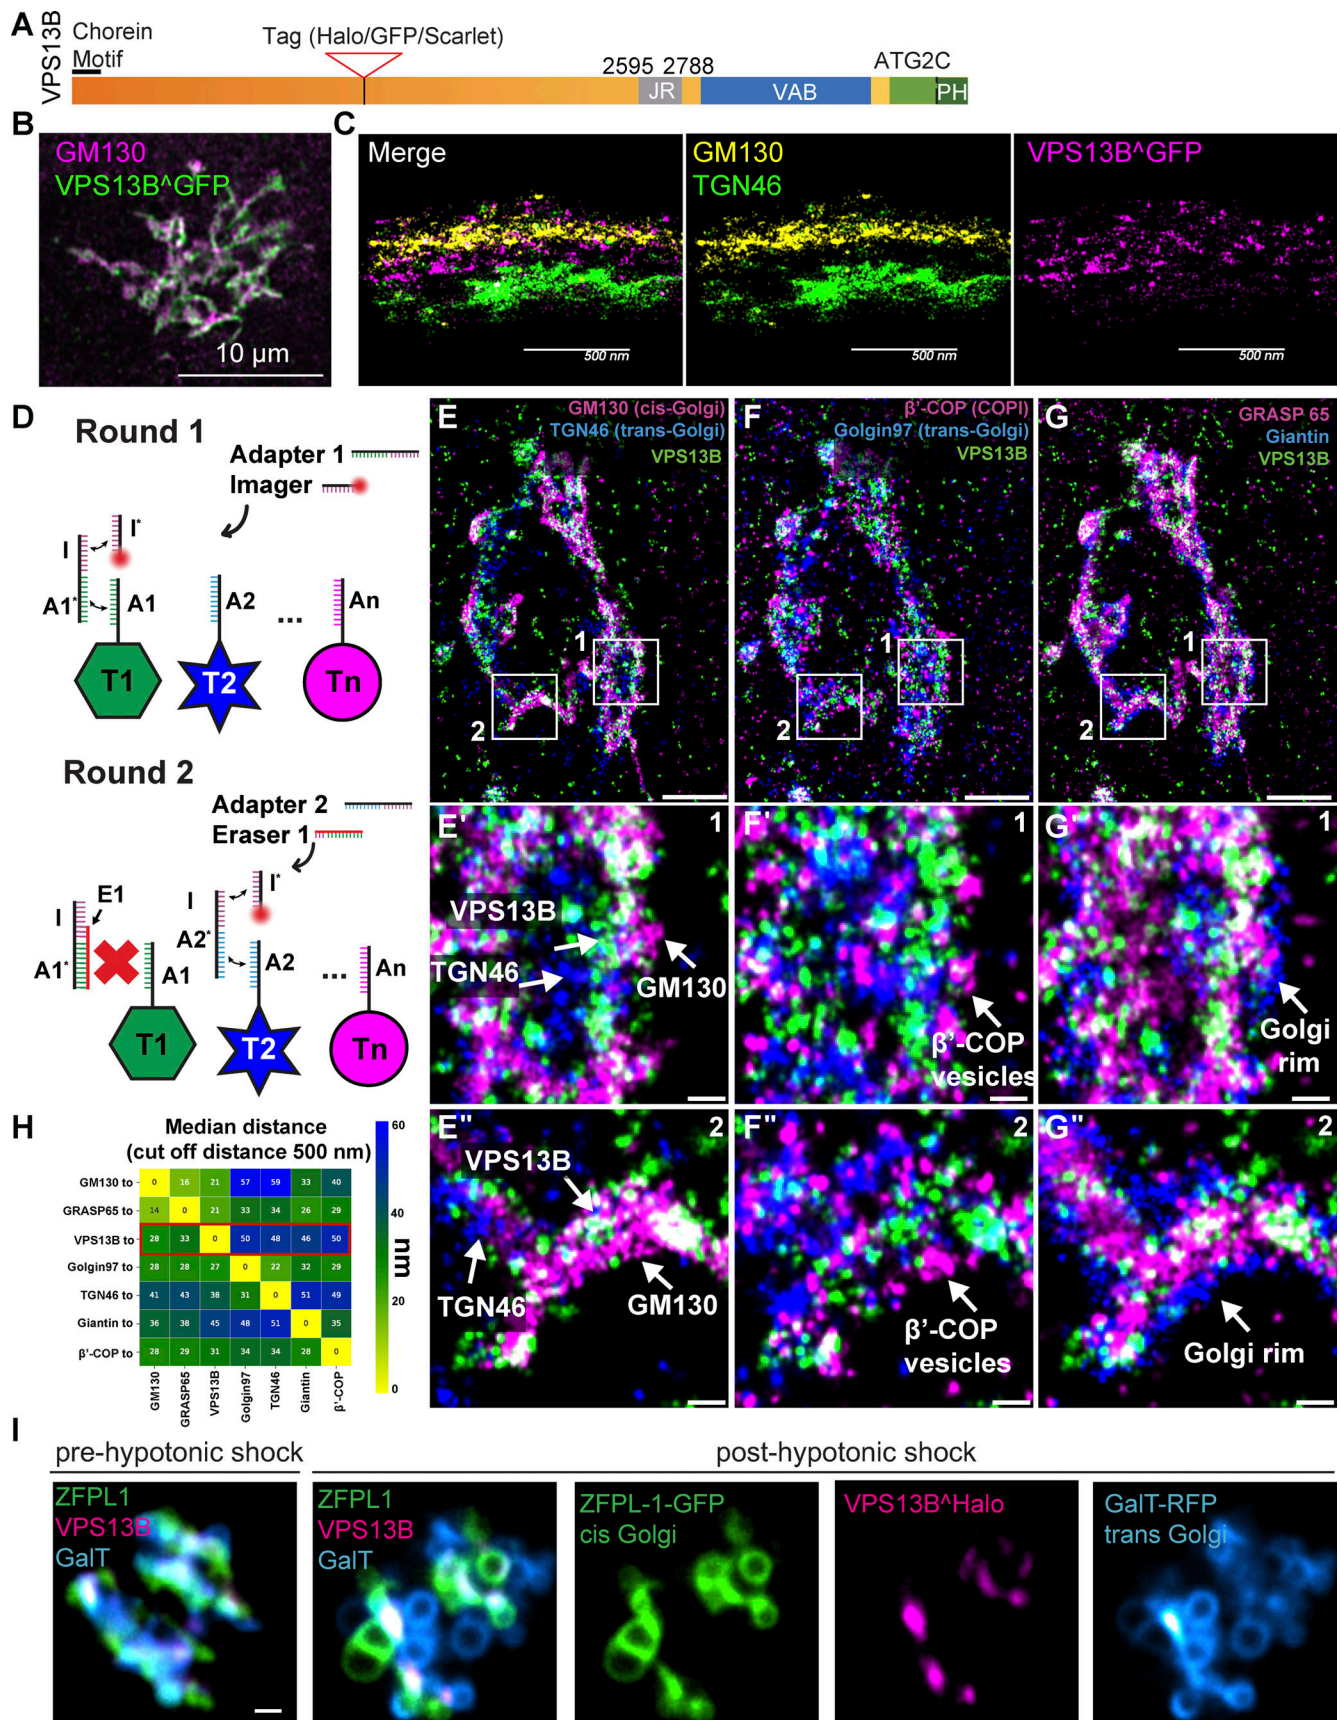 A
VPS13B
Chorein
Motif
Tag (Halo/GFP/Scarlet)
2595 2788
ATG2C
JR
VAB
PH
B
GM130
VPS13B^GFP
10 μm
C
Merge
500 nm
GM130
TGN46
500 nm
VPS13B^GFP
500 nm
D
Round 1
Adapter 1
Imager
I
I*
A1*
A1
A2
...
An
T1
T2
Tn
Round 2
Adapter 2
Eraser 1
E1
I
I*
A1*
A1
A2*
A2
...
An
T1
T2
Tn
E
GM130 (cis-Golgi)
TGN46 (trans-Golgi)
VPS13B
1
2
F
β'-COP (COPI)
Golgin97 (trans-Golgi)
VPS13B
1
2
G
GRASP 65
Giantin
VPS13B
1
2
E'
1
VPS13B
TGN46
GM130
F'
1
β'-COP
vesicles
G'
1
Golgi
rim
E''
2
VPS13B
TGN46
GM130
F''
2
β'-COP
vesicles
G''
2
Golgi rim
H
Median distance
(cut off distance 500 nm)
GM130 to 0 16 21 57 59 33 40
GRASP65 to 14 0 21 33 34 26 29
VPS13B to 28 33 0 50 48 46 50
Golgin97 to 28 28 27 0 22 32 29
TGN46 to 41 43 38 31 0 51 49
Giantin to 36 38 45 48 51 0 35
β'-COP to 28 29 31 34 34 28 0
GM130
GRASP65
VPS13B
Golgin97
TGN46
Giantin
β'-COP
60
40
20
0
nm
I
pre-hypotonic shock
post-hypotonic shock
ZFPL1
VPS13B
GalT
ZFPL1
VPS13B
GalT
ZFPL-1-GFP
cis Golgi
VPS13B^Halo
GalT-RFP
trans Golgi